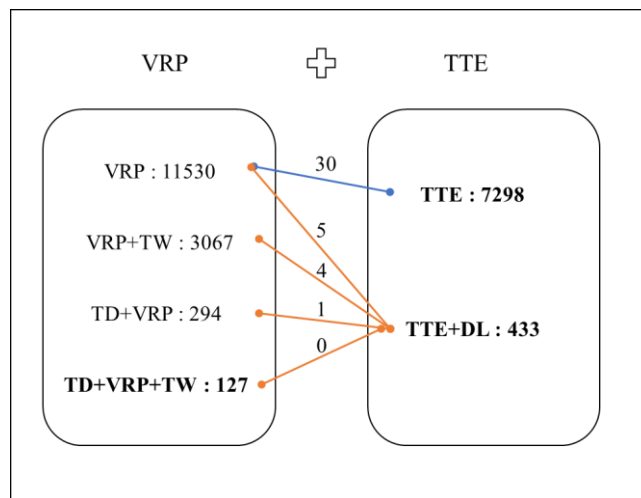 VRP
TTE
VRP : 11530
30
TTE : 7298
5
VRP+TW : 3067
4
TD+VRP : 294
1
TTE+DL : 433
0
TD+VRP+TW : 127